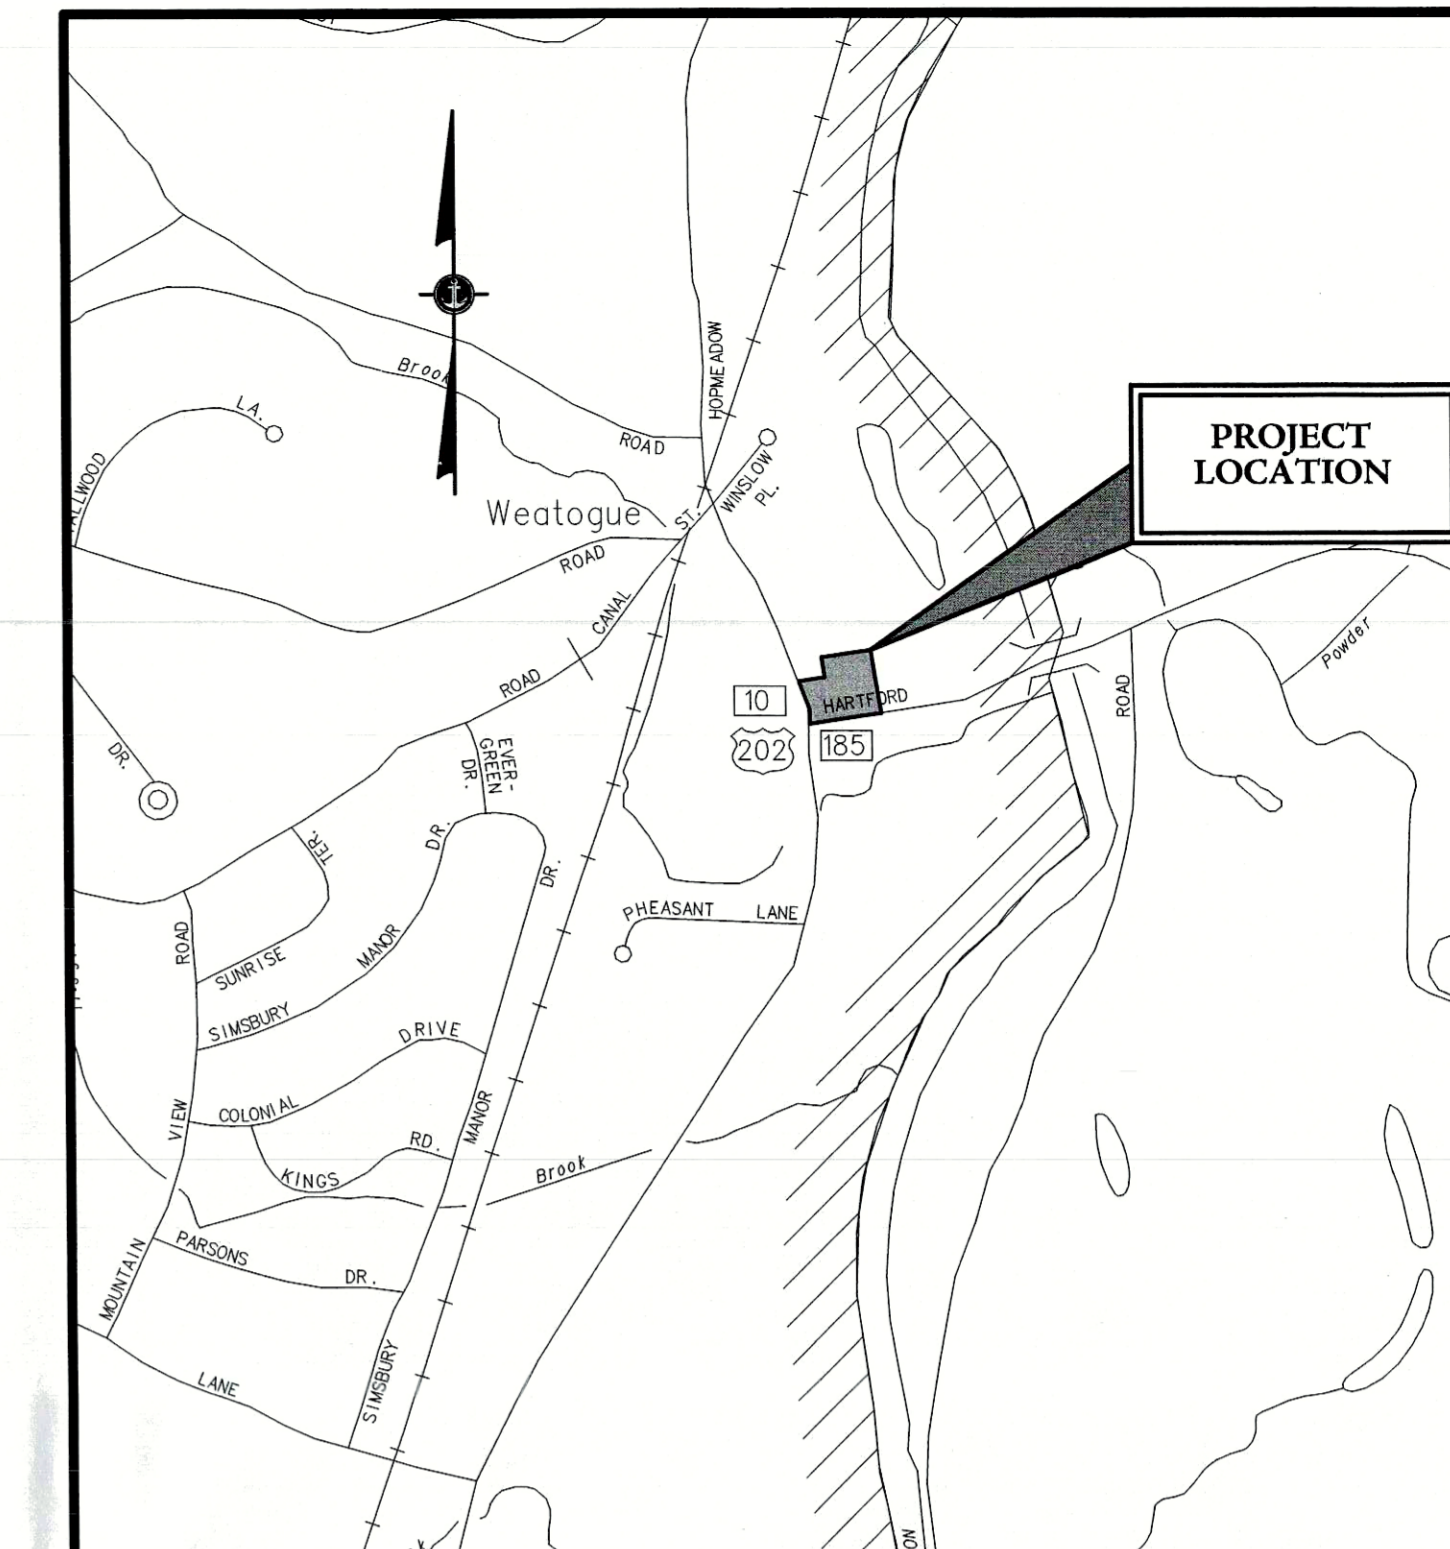 Brook
HOPMEADOW
LA.
ROAD
WINSLOW
PL.
PROJECT
LOCATION
Weatogue
ST.
ROAD
CANAL
ROAD
Powder
10
HARTFORD
ROAD
202
185
DR.
EVER-
GREEN
DR.
TER.
DR.
DR.
PHEASANT LANE
ROAD
SUNRISE
MANOR
SIMSBURY
DRIVE
COLONIAL
VIEW
MANOR
RD.
KINGS
Brook
PARSONS
DR.
MOUNTAIN
LANE
SIMSBURY